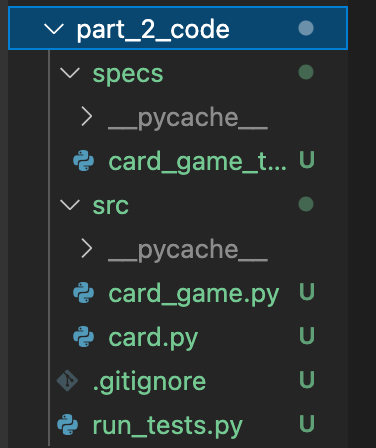 part_2_code
specs
__pycache__
card_game_t... U
src
__pycache__
card_game.py U
card.py U
.gitignore U
run_tests.py U